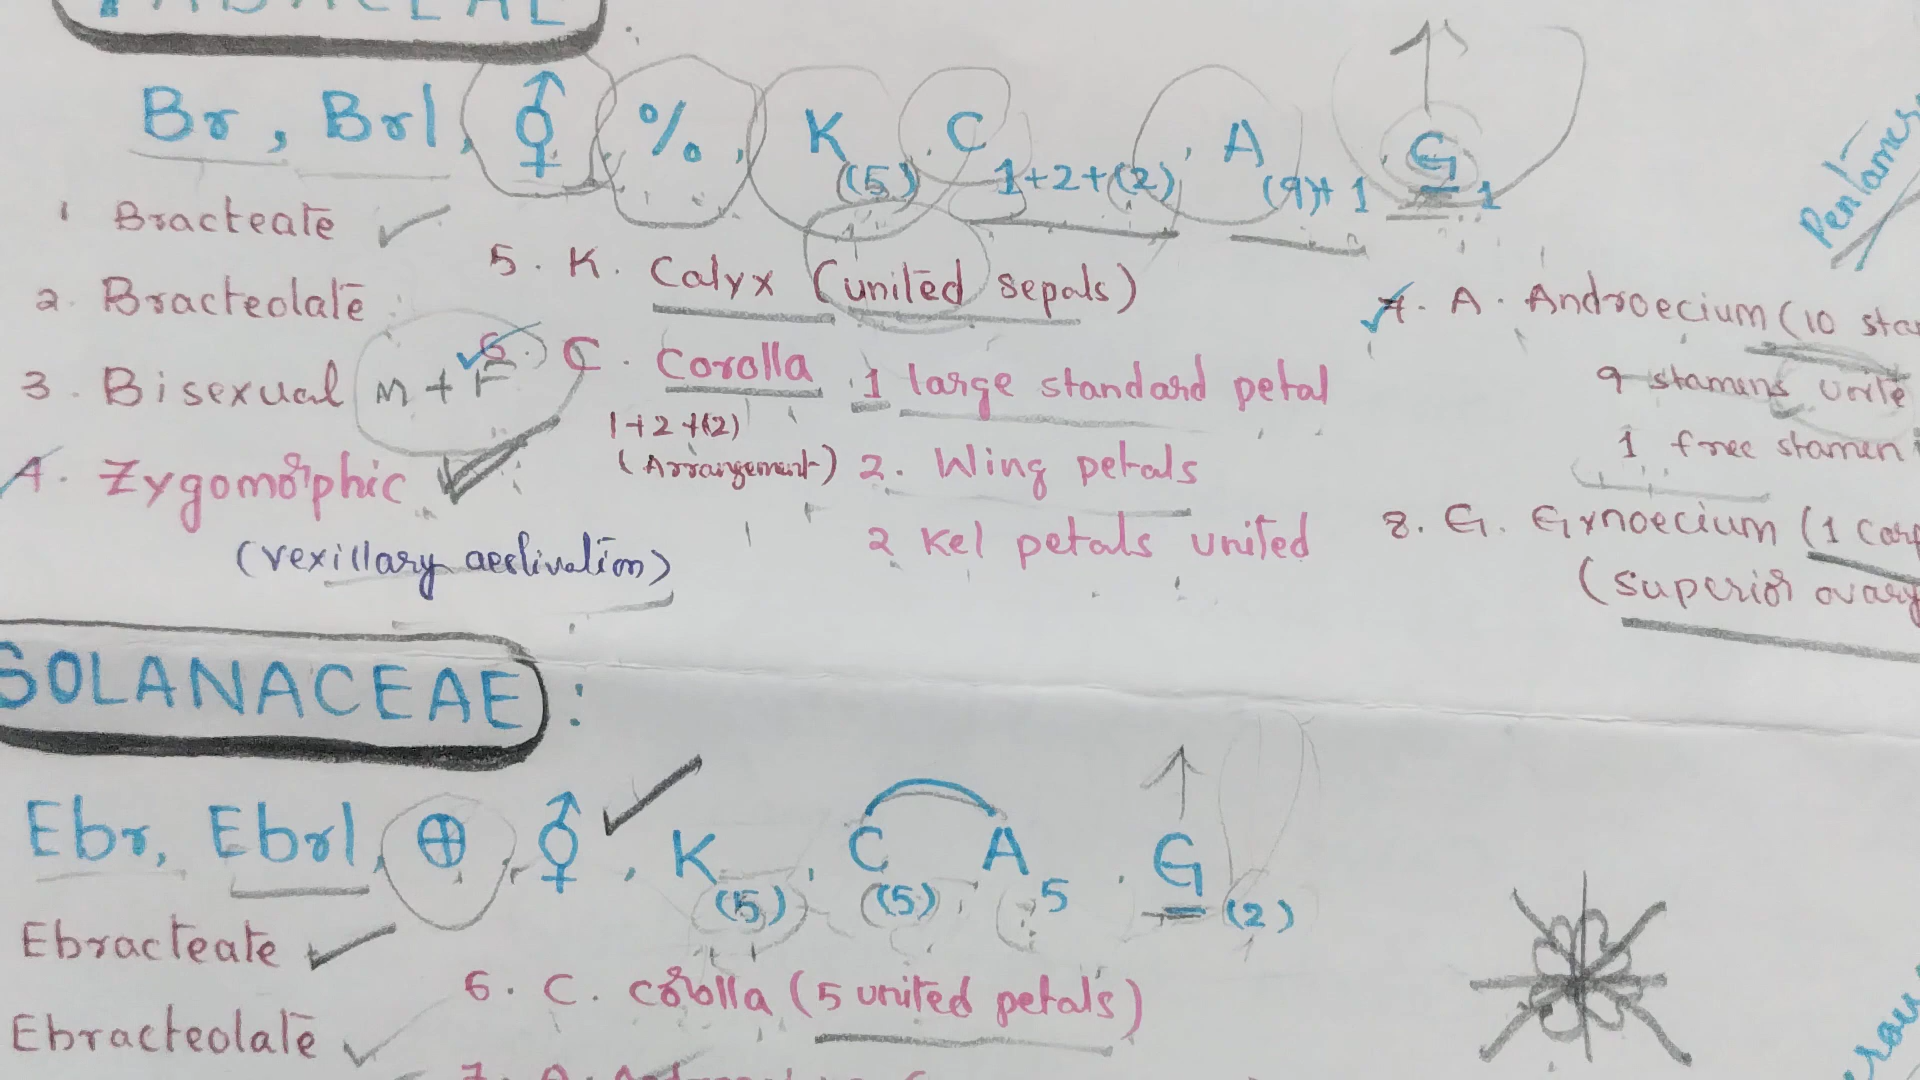 FABACEAE
Br, Brl, ⚥, %, K(5), C1+2+(2), A(9)+1, G1
1 Bracteate
2. Bracteolate
3. Bisexual m + F
4. Zygomorphic
(vexillary aestivation)
5. K. Calyx (united sepals)
6. C. Corolla 1 large standard petal
1+2+(2)
(Arrangement) 2. Wing petals
2 Kel petals united
7. A. Androecium (10 sta
9 stamens unite
1 free stamen
8. G. Gynoecium (1 Carp
(superior ovary
Pentamer
SOLANACEAE :
Ebr, Ebrl, ⊕, ⚥, K(5), C(5) A5, G(2)
Ebracteate
Ebracteolate
6. C. corolla (5 united petals)